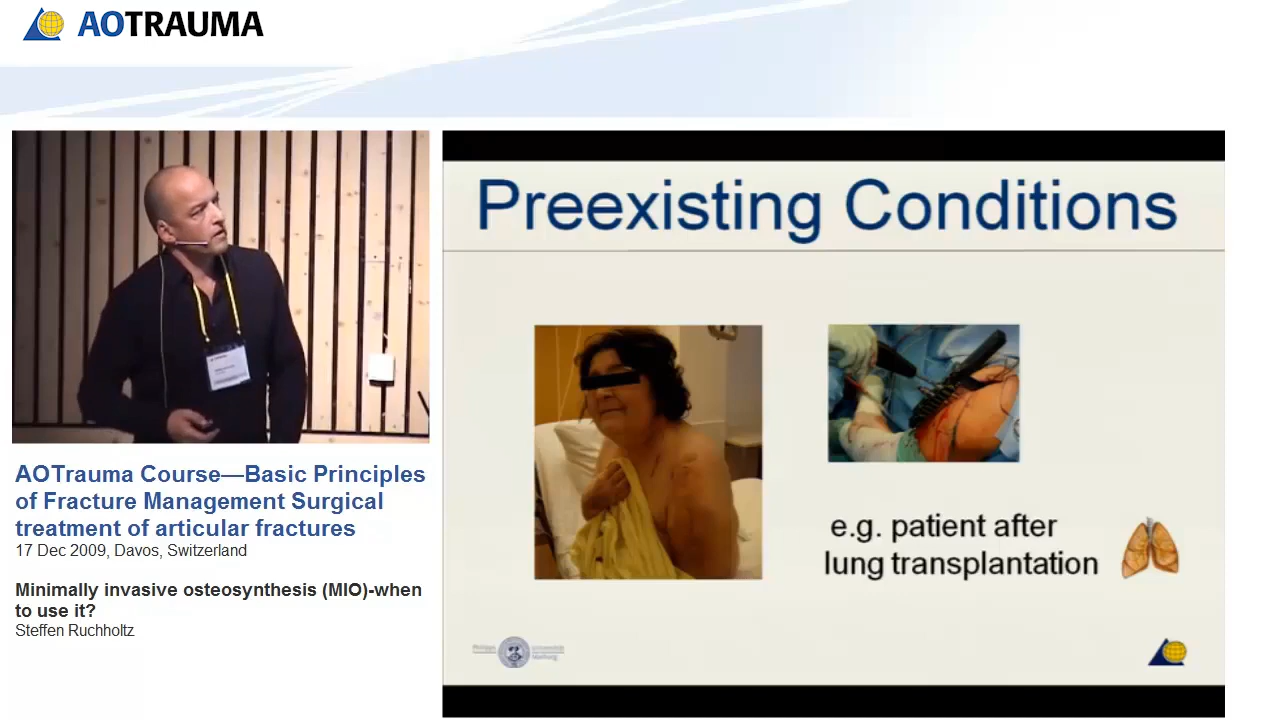 AOTRAUMA
Preexisting Conditions
e.g. patient after
lung transplantation
AOTrauma Course—Basic Principles
of Fracture Management Surgical
treatment of articular fractures
17 Dec 2009, Davos, Switzerland
Minimally invasive osteosynthesis (MIO)-when
to use it?
Steffen Ruchholtz